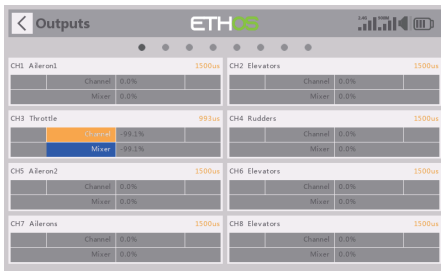 Outputs
ETHOS
2.4G 900M
CH1 Aileron1 1500us
Channel 0.0%
Mixer 0.0%
CH2 Elevators 1500us
Channel 0.0%
Mixer 0.0%
CH3 Throttle 993us
Channel -99.1%
Mixer -99.1%
CH4 Rudders 1500us
Channel 0.0%
Mixer 0.0%
CH5 Aileron2 1500us
Channel 0.0%
Mixer 0.0%
CH6 Elevators 1500us
Channel 0.0%
Mixer 0.0%
CH7 Ailerons 1500us
Channel 0.0%
Mixer 0.0%
CH8 Elevators 1500us
Channel 0.0%
Mixer 0.0%